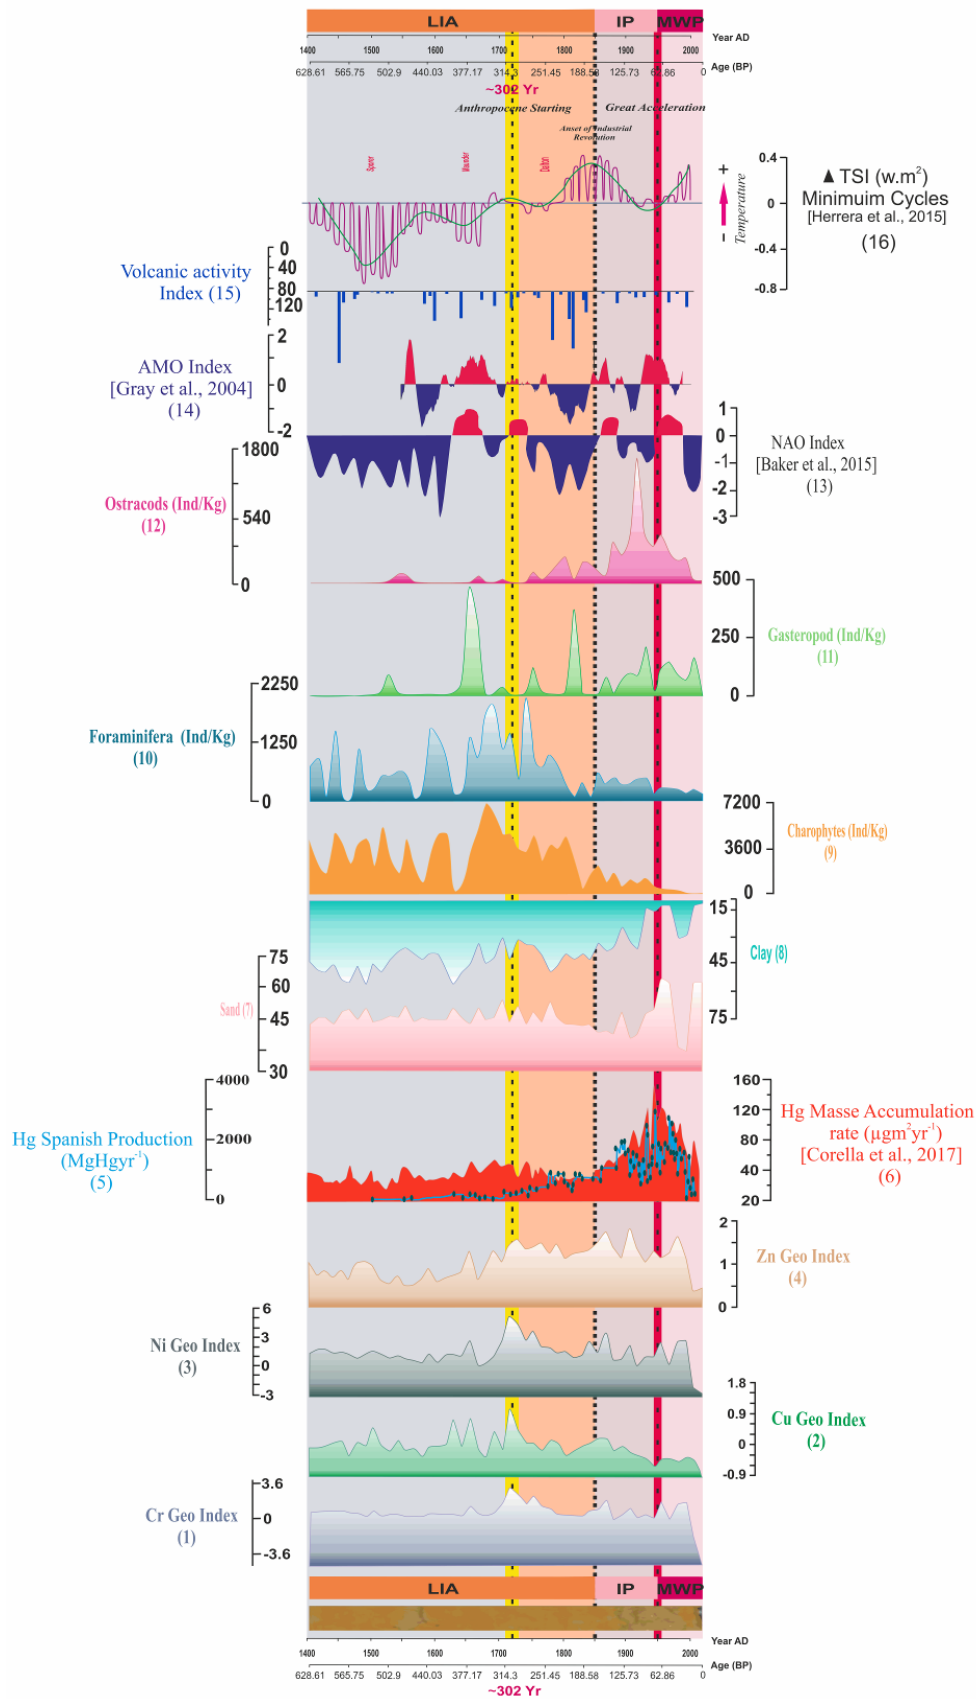 LIA IP MWP
Year AD
1400 1500 1600 1700 1800 1900 2000
Age (BP)
628.61 565.75 502.9 440.03 377.17 314.3 251.45 188.58 125.73 62.86 0
~302 Yr
Anthropocene Starting
Great Acceleration
Anset of Industrial
Revolution
Sporer
Maunder
Dalton
+
Temperature
-
0.4
0
-0.4
-0.8
▲ TSI (w.m²)
Minimuim Cycles
[Herrera et al., 2015]
(16)
Volcanic activity
Index (15)
0
40
80
120
AMO Index
[Gray et al., 2004]
(14)
2
0
-2
1
0
-1
-2
-3
NAO Index
[Baker et al., 2015]
(13)
Ostracods (Ind/Kg)
(12)
1800
540
0
500
250
0
Gasteropod (Ind/Kg)
(11)
Foraminifera (Ind/Kg)
(10)
2250
1250
0
7200
3600
0
Charophytes (Ind/Kg)
(9)
15
45
75
Clay (8)
Sand (7)
75
60
45
30
Hg Spanish Production
(MgHgyr⁻¹)
(5)
4000
2000
0
160
120
80
40
20
Hg Masse Accumulation
rate (µgm²yr⁻¹)
[Corella et al., 2017]
(6)
2
1
0
Zn Geo Index
(4)
Ni Geo Index
(3)
6
3
0
-3
1.8
0.9
0
-0.9
Cu Geo Index
(2)
Cr Geo Index
(1)
3.6
0
-3.6
LIA IP MWP
Year AD
1400 1500 1600 1700 1800 1900 2000
Age (BP)
628.61 565.75 502.9 440.03 377.17 314.3 251.45 188.58 125.73 62.86 0
~302 Yr